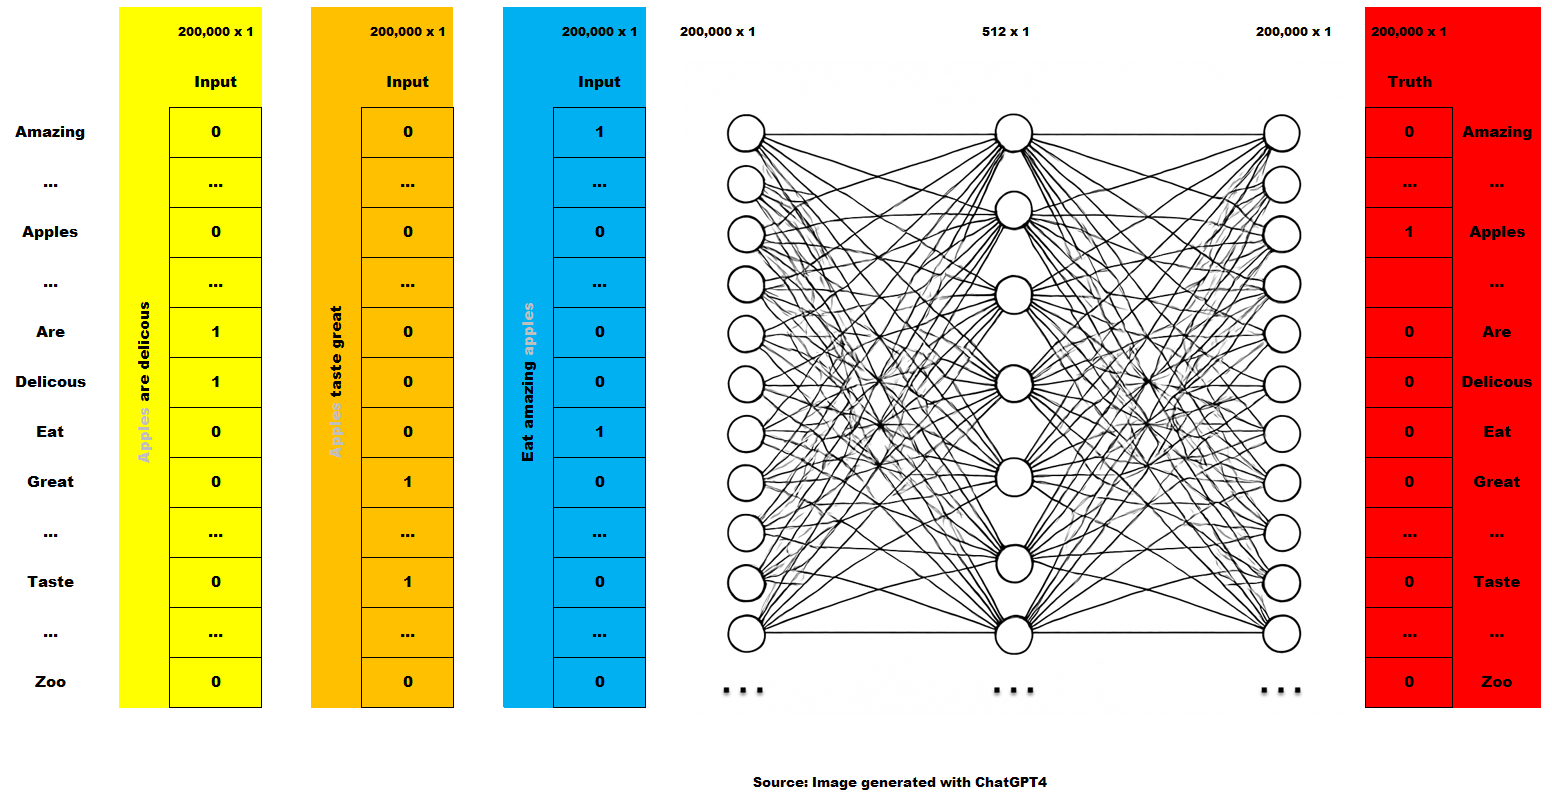 200,000 x 1 200,000 x 1 200,000 x 1 200,000 x 1 512 x 1 200,000 x 1 200,000 x 1
Input Input Input Truth
Amazing 0 0 1 0 Amazing
... ... ... ... ... ...
Apples 0 0 0 1 Apples
... ... ... ... ...
Are 1 0 0 0 Are
Delicous 1 0 0 0 Delicous
Eat 0 0 1 0 Eat
Great 0 1 0 0 Great
... ... ... ... ... ...
Taste 0 1 0 0 Taste
... ... ... ... ... ...
Zoo 0 0 0 0 Zoo
Apples are delicous
Apples taste great
Eat amazing apples
... ... ...
Source: Image generated with ChatGPT4